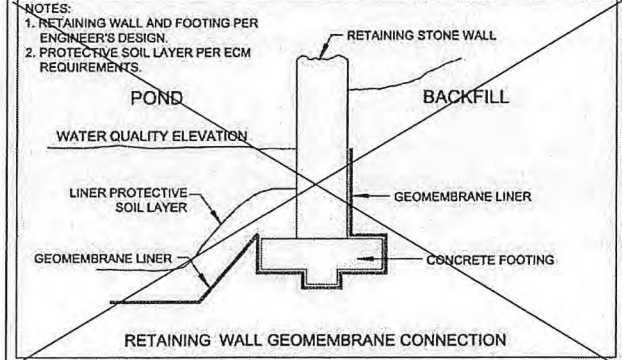 NOTES:
1. RETAINING WALL AND FOOTING PER
ENGINEER'S DESIGN.
2. PROTECTIVE SOIL LAYER PER ECM
REQUIREMENTS.
RETAINING STONE WALL
POND
BACKFILL
WATER QUALITY ELEVATION
LINER PROTECTIVE
SOIL LAYER
GEOMEMBRANE LINER
GEOMEMBRANE LINER
CONCRETE FOOTING
RETAINING WALL GEOMEMBRANE CONNECTION